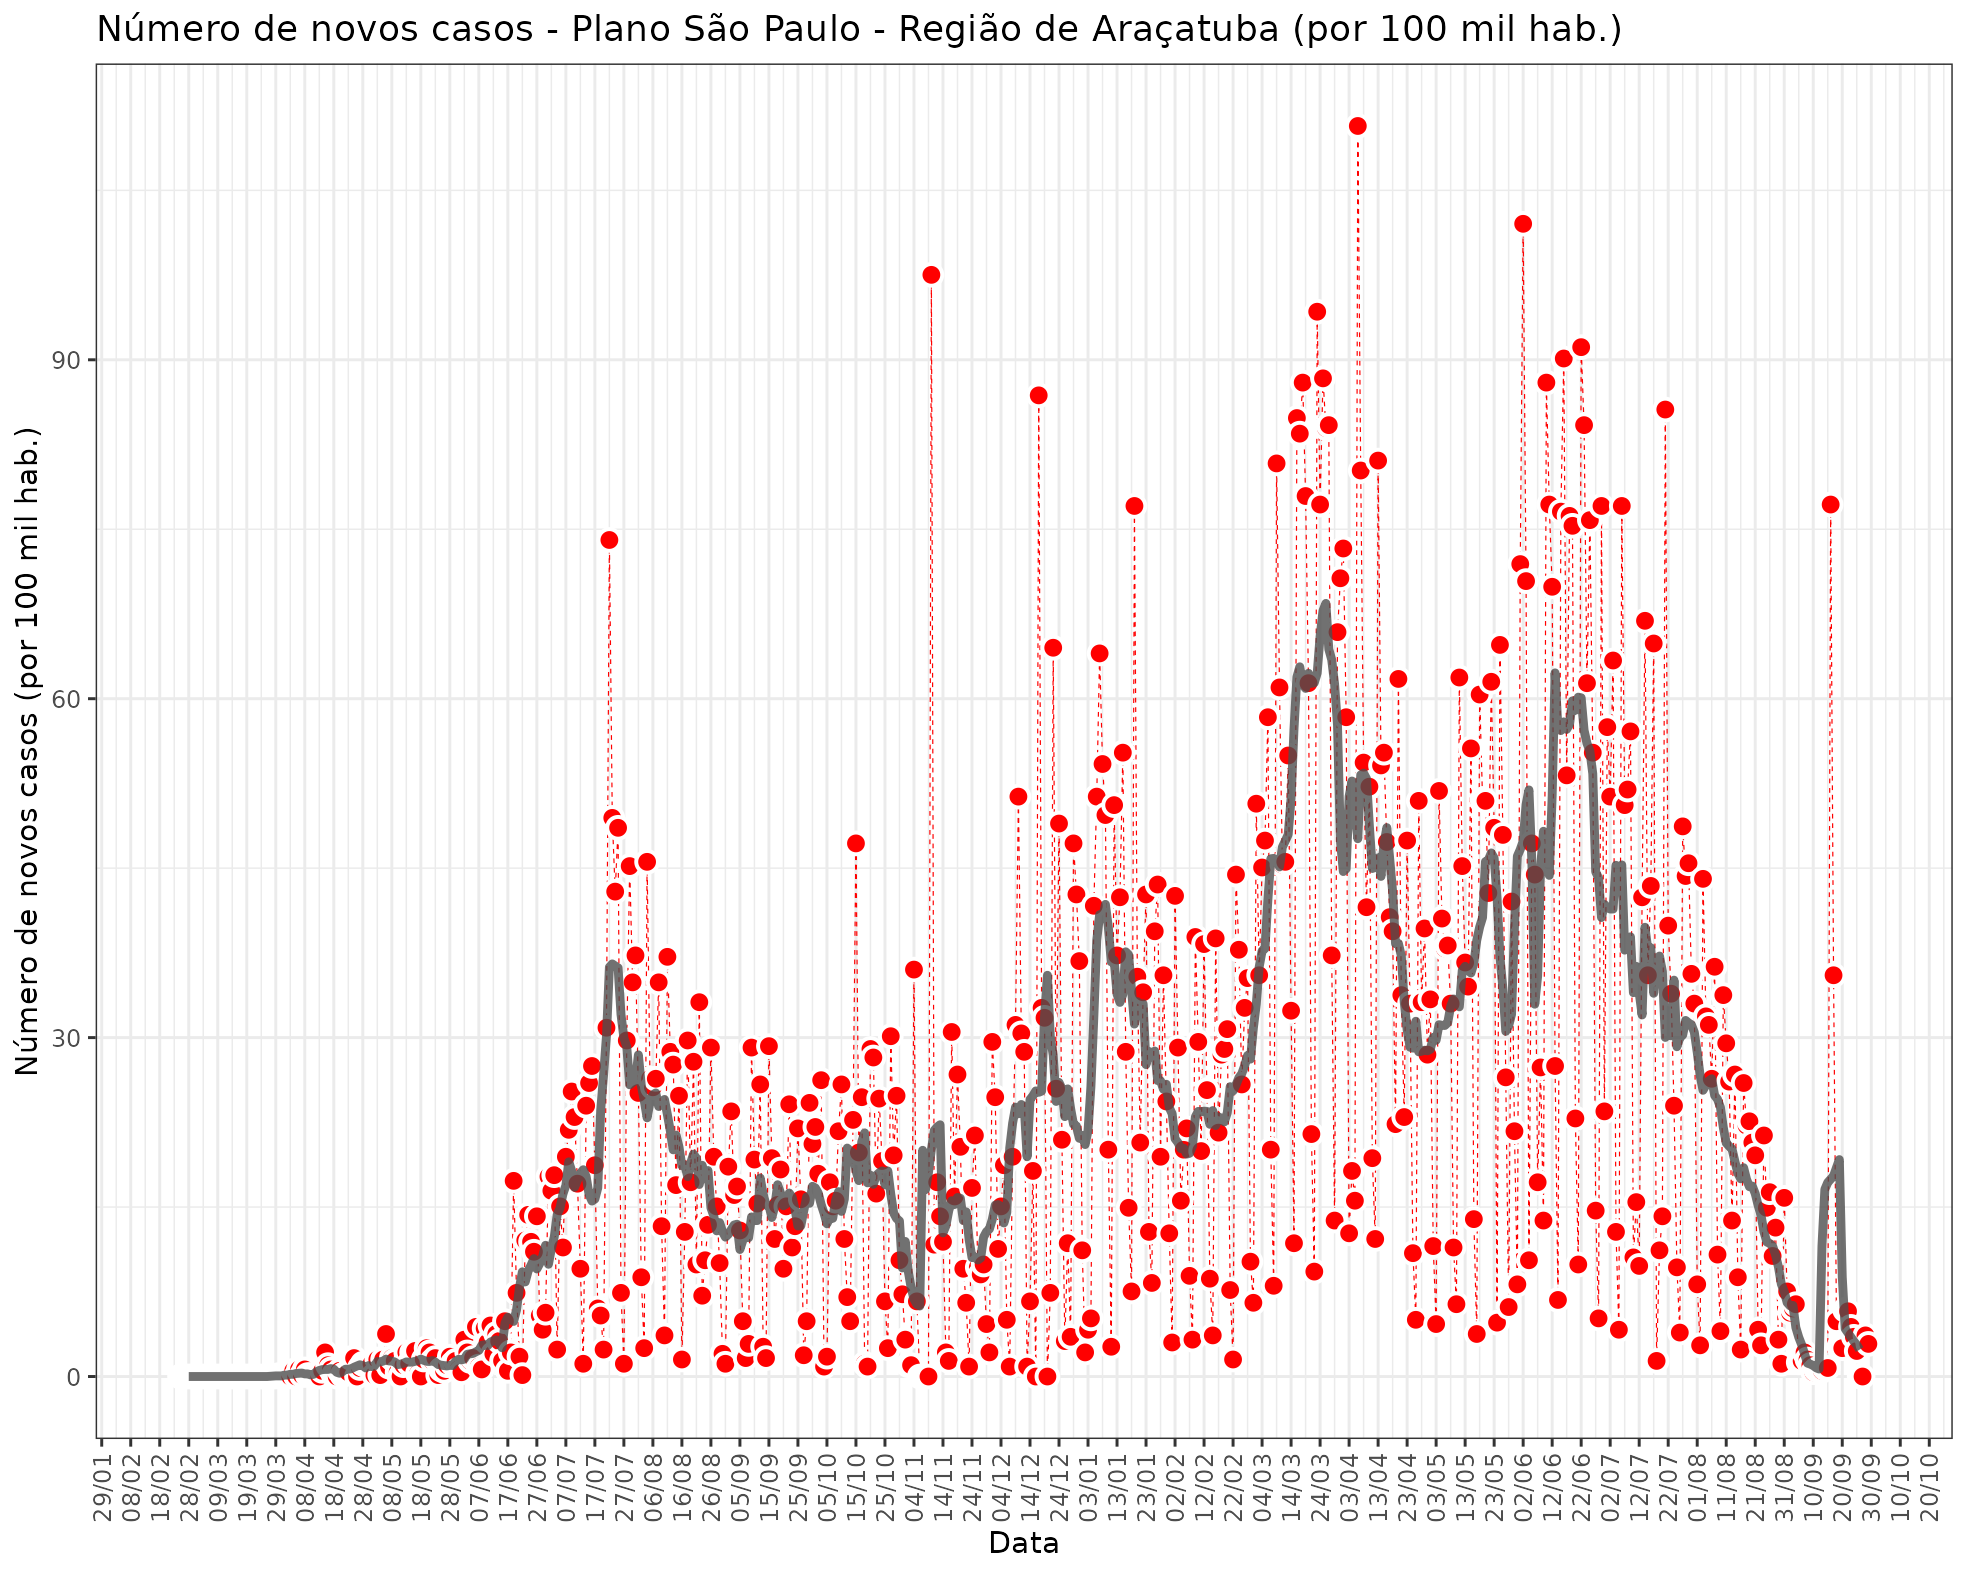 Número de novos casos - Plano São Paulo - Região de Araçatuba (por 100 mil hab.)
Número de novos casos (por 100 mil hab.)
90
60
30
0
29/01 08/02 18/02 28/02 09/03 19/03 29/03 08/04 18/04 28/04 08/05 18/05 28/05 07/06 17/06 27/06 07/07 17/07 27/07 06/08 16/08 26/08 05/09 15/09 25/09 05/10 15/10 25/10 04/11 14/11 24/11 04/12 14/12 24/12 03/01 13/01 23/01 02/02 12/02 22/02 04/03 14/03 24/03 03/04 13/04 23/04 03/05 13/05 23/05 02/06 12/06 22/06 02/07 12/07 22/07 01/08 11/08 21/08 31/08 10/09 20/09 30/09 10/10 20/10
Data